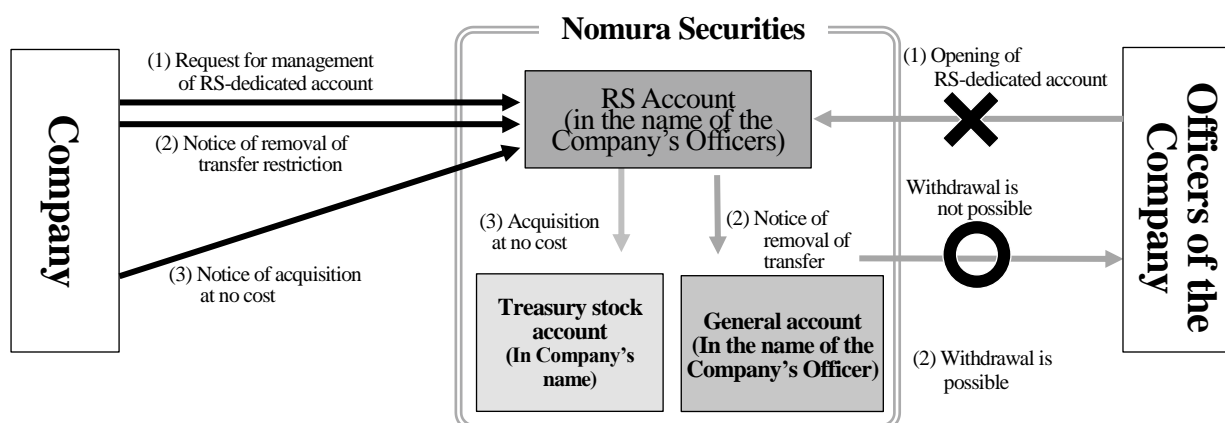 Nomura Securities
Company
(1) Request for management
of RS-dedicated account
(2) Notice of removal of
transfer restriction
(3) Notice of acquisition
at no cost
RS Account
(in the name of the
Company's Officers)
(3) Acquisition
at no cost
(2) Notice of
removal of
transfer
Treasury stock
account
(In Company's
name)
General account
(In the name of the
Company's Officer)
(1) Opening of
RS-dedicated account
Withdrawal is
not possible
(2) Withdrawal is
possible
Officers of the
Company